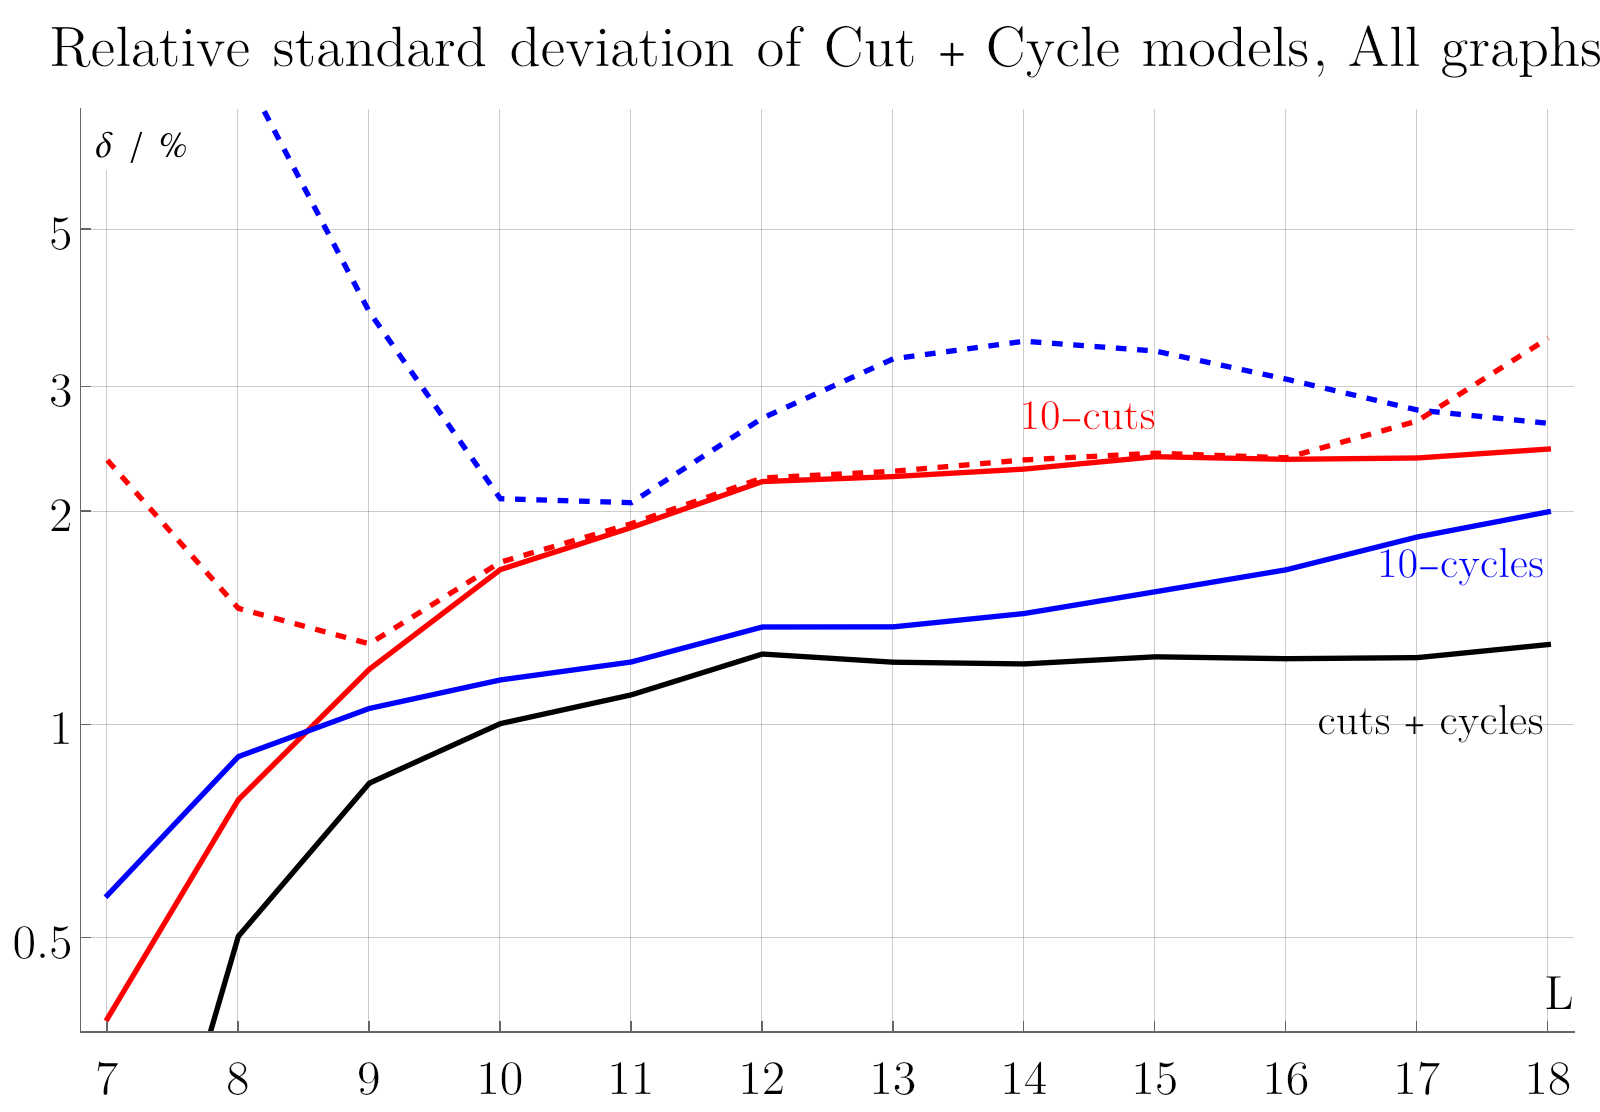 Relative standard deviation of Cut + Cycle models, All graphs
δ / %
5
3
10–cuts
2
10–cycles
1
cuts + cycles
0.5
L
7 8 9 10 11 12 13 14 15 16 17 18